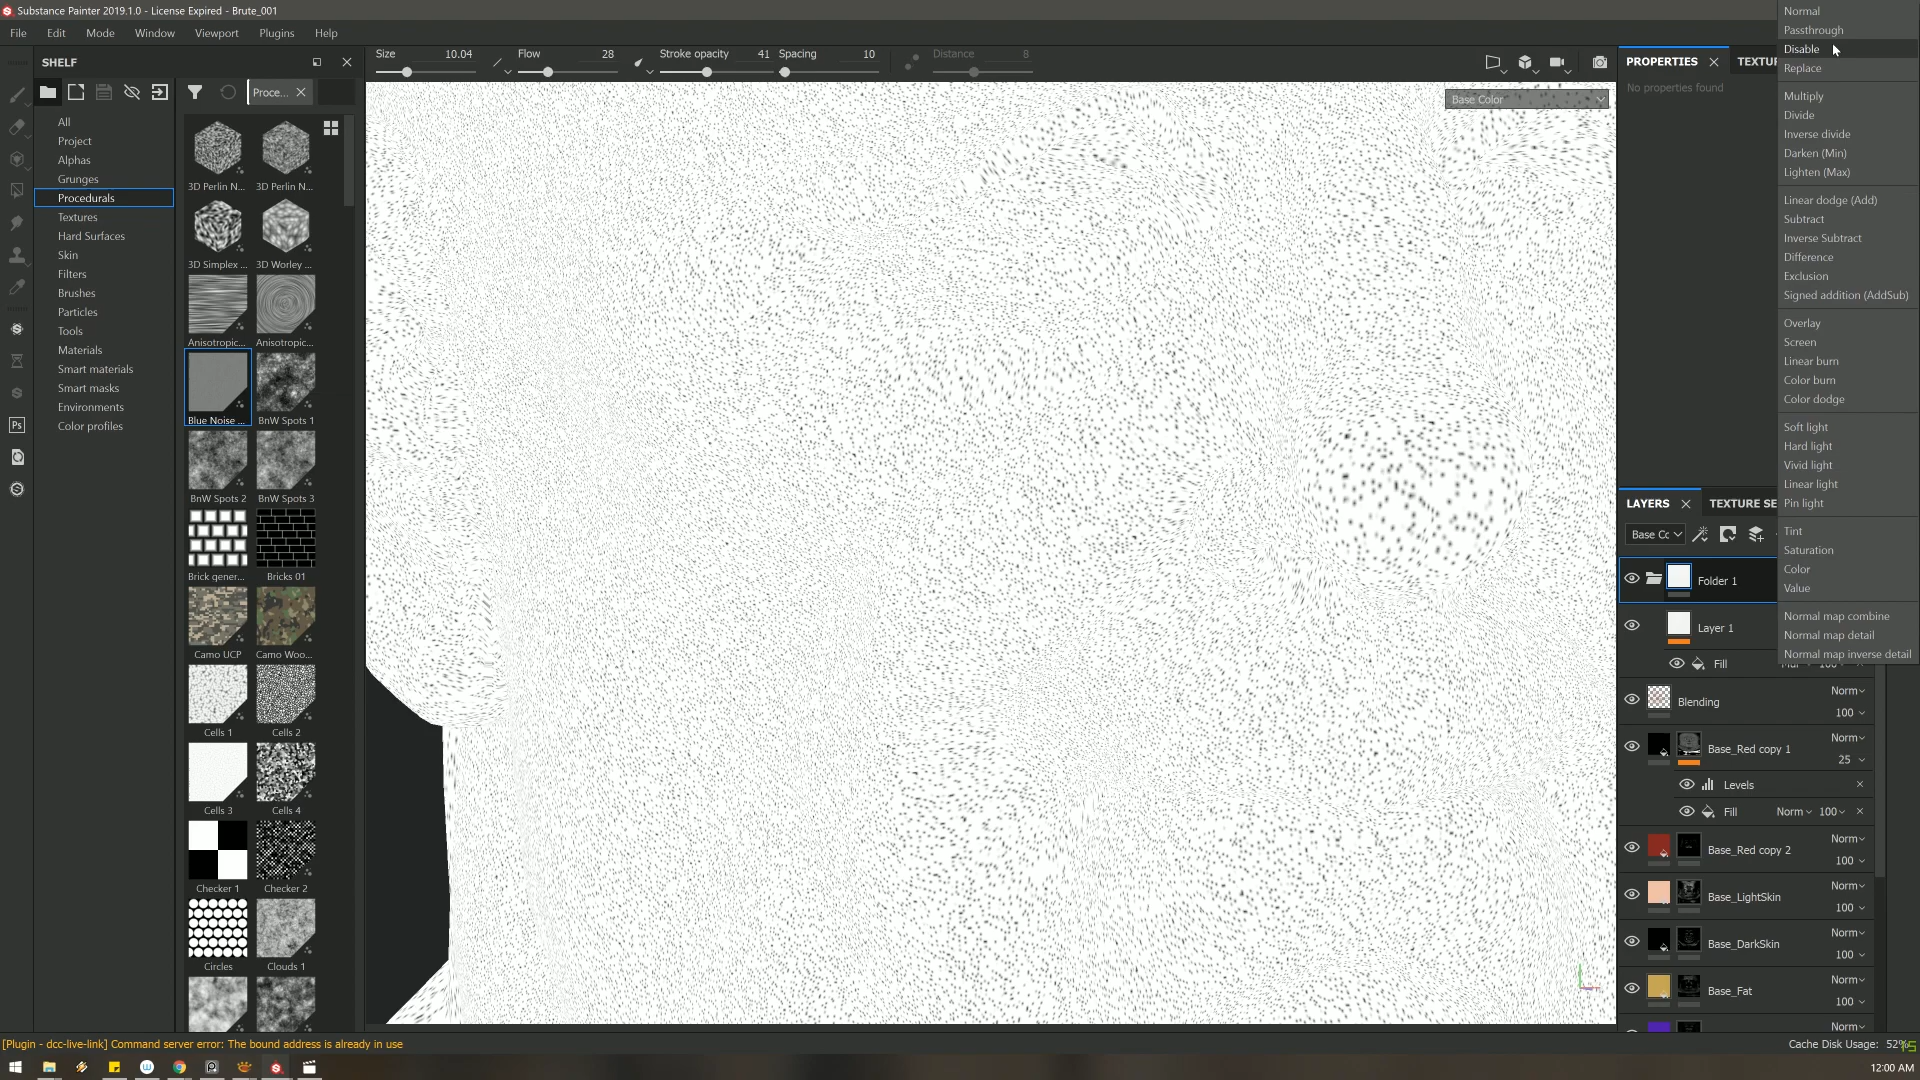 Substance Painter 2019.1.0 - License Expired - Brute_001
File Edit Mode Window Viewport Plugins Help
SHELF
Size 10.04 Flow 28 Stroke opacity 41 Spacing 10 Distance 8
Proce...
All
Project
Alphas
Grunges
Procedurals
Textures
Hard Surfaces
Skin
Filters
Brushes
Particles
Tools
Materials
Smart materials
Smart masks
Environments
Color profiles
Ps
3D Perlin N... 3D Perlin N...
3D Simplex ... 3D Worley ...
Anisotropic... Anisotropic...
Blue Noise ... BnW Spots 1
BnW Spots 2 BnW Spots 3
Brick gener... Bricks 01
Camo UCP Camo Woo...
Cells 1 Cells 2
Cells 3 Cells 4
Checker 1 Checker 2
Circles Clouds 1
Base Color
PROPERTIES TEXTU
No properties found
Normal
Passthrough
Disable
Replace
Multiply
Divide
Inverse divide
Darken (Min)
Lighten (Max)
Linear dodge (Add)
Subtract
Inverse Subtract
Difference
Exclusion
Signed addition (AddSub)
Overlay
Screen
Linear burn
Color burn
Color dodge
Soft light
Hard light
Vivid light
Linear light
Pin light
Tint
Saturation
Color
Value
Normal map combine
Normal map detail
Normal map inverse detail
LAYERS TEXTURE SE
Base Cc
Folder 1
Layer 1
Fill
Blending Norm 100
Base_Red copy 1 Norm 25
Levels
Fill Norm 100
Base_Red copy 2 Norm 100
Base_LightSkin Norm 100
Base_DarkSkin Norm 100
Base_Fat Norm 100
Norm
[Plugin - dcc-live-link] Command server error: The bound address is already in use
Cache Disk Usage: 52%
12:00 AM